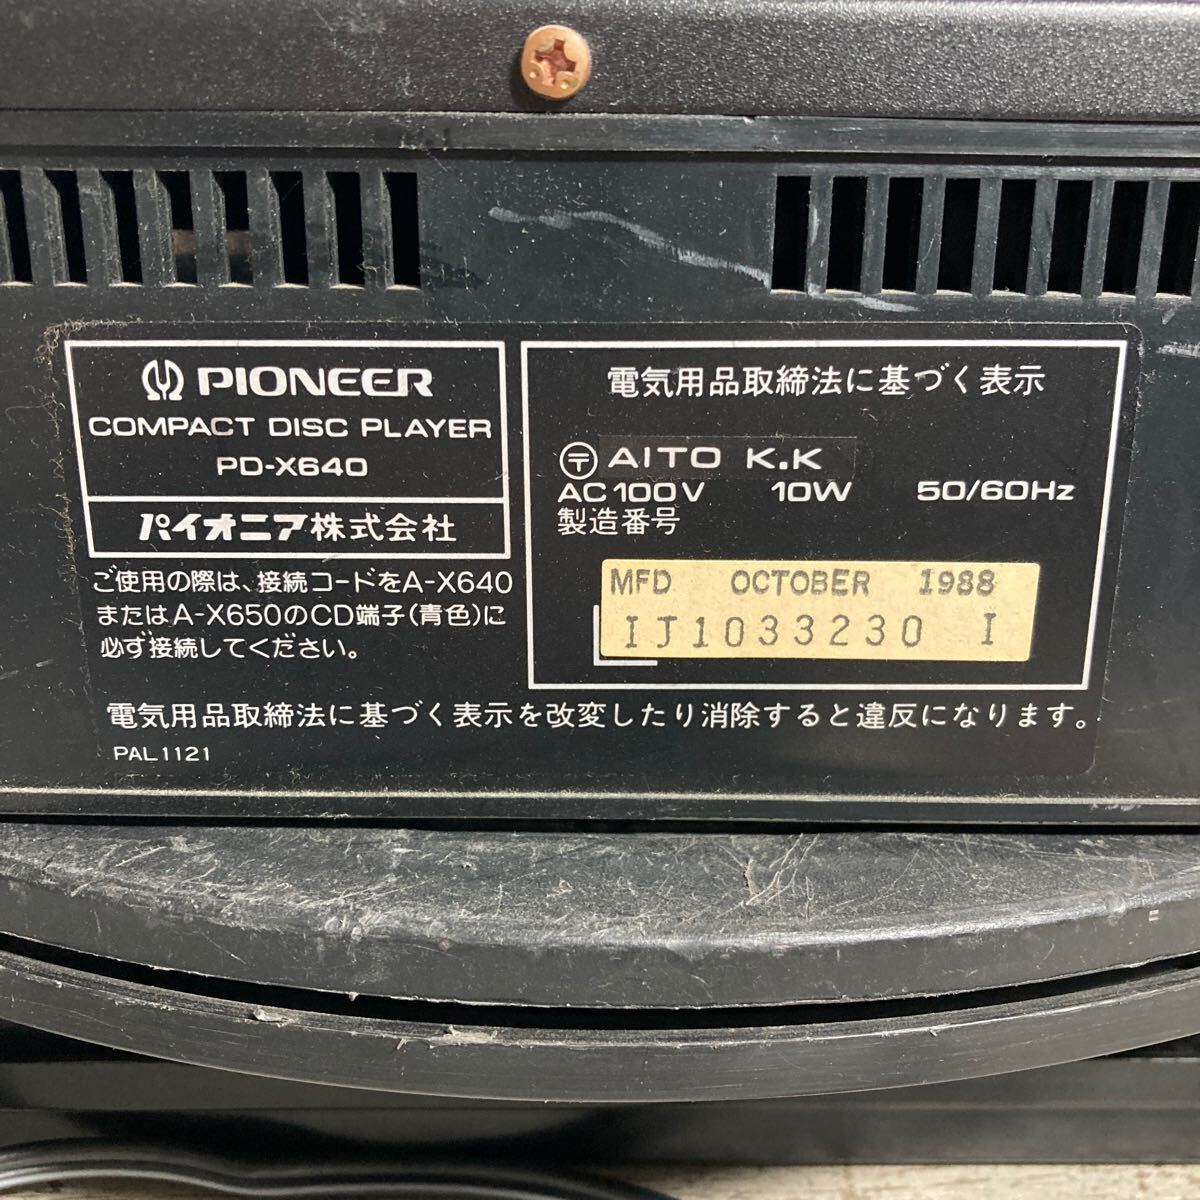 PIONEER
COMPACT DISC PLAYER
PD-X640
パイオニア株式会社
ご使用の際は、接続コードをA-X640
またはA-X650のCD端子(青色)に
必ず接続してください。
電気用品取締法に基づく表示
〒 AITO K.K
AC100V 10W 50/60Hz
製造番号
MFD OCTOBER 1988
IJ1033230 I
電気用品取締法に基づく表示を改変したり消除すると違反になります。
PAL1121